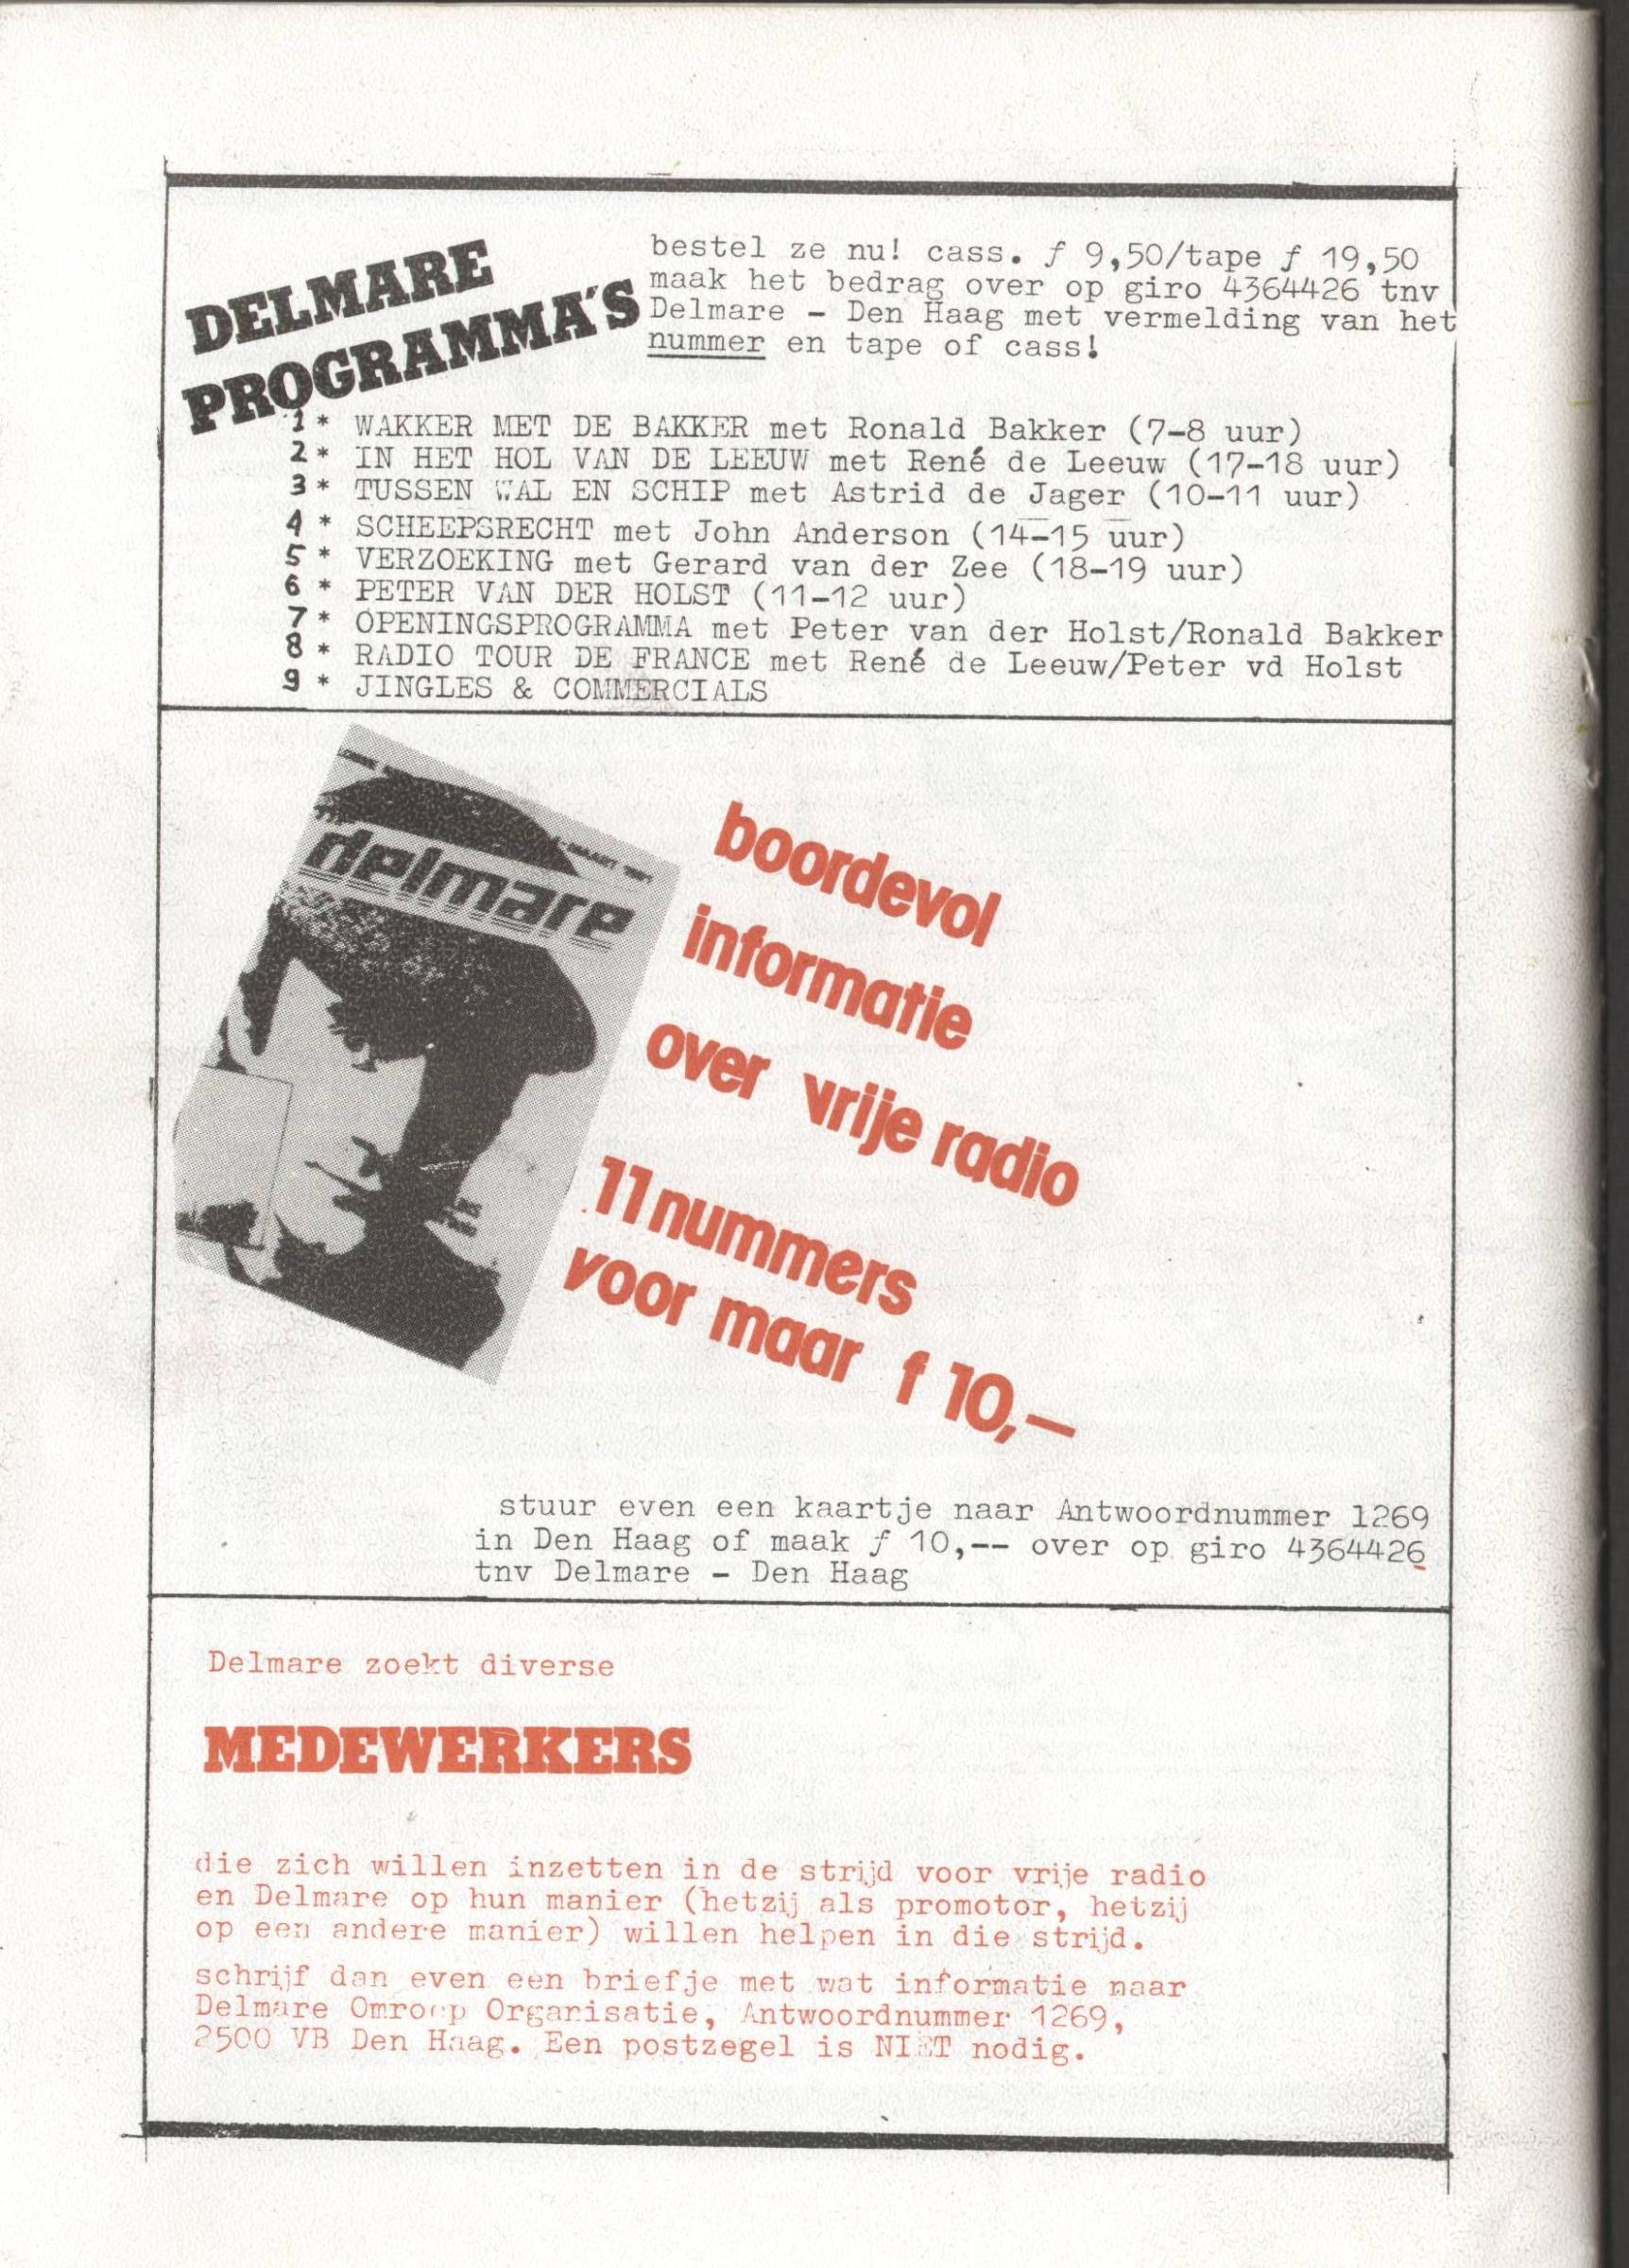 DELMARE
PROGRAMMA'S
bestel ze nu! cass. ƒ 9,50/tape ƒ 19,50
maak het bedrag over op giro 4364426 tnv
Delmare - Den Haag met vermelding van het
nummer en tape of cass!
1 * WAKKER MET DE BAKKER met Ronald Bakker (7-8 uur)
2 * IN HET HOL VAN DE LEEUW met René de Leeuw (17-18 uur)
3 * TUSSEN WAL EN SCHIP met Astrid de Jager (10-11 uur)
4 * SCHEEPSRECHT met John Anderson (14-15 uur)
5 * VERZOEKING met Gerard van der Zee (18-19 uur)
6 * PETER VAN DER HOLST (11-12 uur)
7 * OPENINGSPROGRAMMA met Peter van der Holst/Ronald Bakker
8 * RADIO TOUR DE FRANCE met René de Leeuw/Peter vd Holst
9 * JINGLES & COMMERCIALS
delmare
boordevol
informatie
over vrije radio
11 nummers
voor maar f 10,—
stuur even een kaartje naar Antwoordnummer 1269
in Den Haag of maak ƒ 10,-- over op giro 4364426
tnv Delmare - Den Haag
Delmare zoekt diverse
MEDEWERKERS
die zich willen inzetten in de strijd voor vrije radio
en Delmare op hun manier (hetzij als promotor, hetzij
op een andere manier) willen helpen in die strijd.
schrijf dan even een briefje met wat informatie naar
Delmare Omroep Organisatie, Antwoordnummer 1269,
2500 VB Den Haag. Een postzegel is NIET nodig.